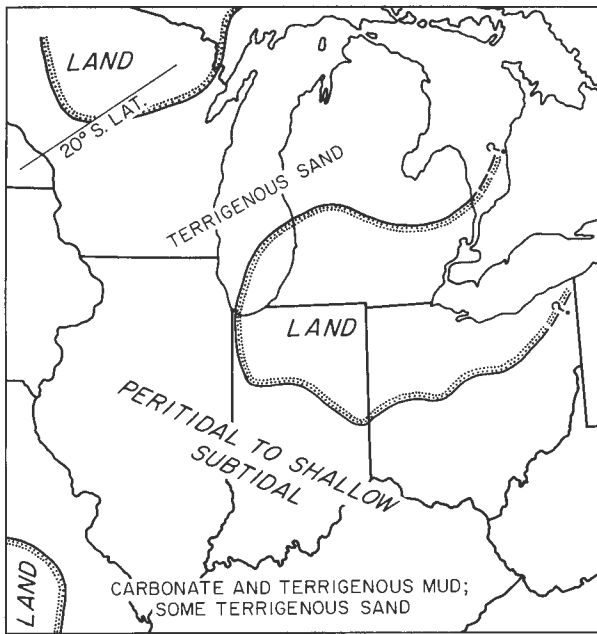 LAND
20° S. LAT.
TERRIGENOUS SAND
?
LAND
?
PERITIDAL TO SHALLOW
SUBTIDAL
LAND
CARBONATE AND TERRIGENOUS MUD;
SOME TERRIGENOUS SAND